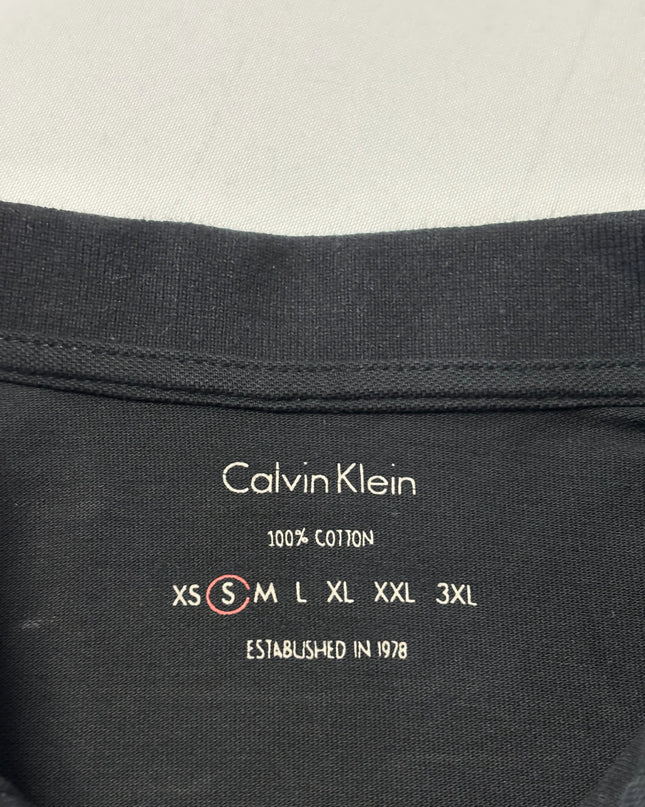 Calvin Klein
100% COTTON
XS S M L XL XXL 3XL
ESTABLISHED IN 1978